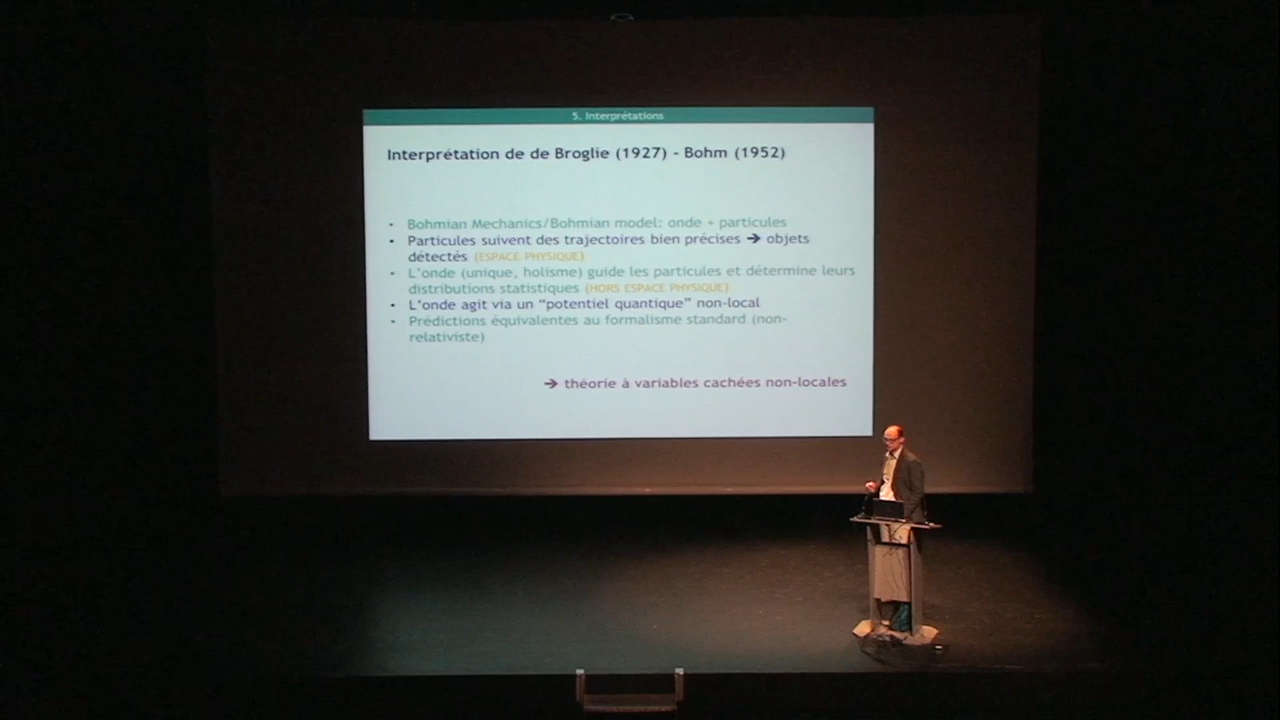 5. Interprétations
Interprétation de de Broglie (1927) - Bohm (1952)
• Bohmian Mechanics/Bohmian model: onde + particules
• Particules suivent des trajectoires bien précises ➔ objets
détectés (ESPACE PHYSIQUE)
• L'onde (unique, holisme) guide les particules et détermine leurs
distributions statistiques (HORS ESPACE PHYSIQUE)
• L'onde agit via un "potentiel quantique" non-local
• Prédictions équivalentes au formalisme standard (non-
relativiste)
➔ théorie à variables cachées non-locales